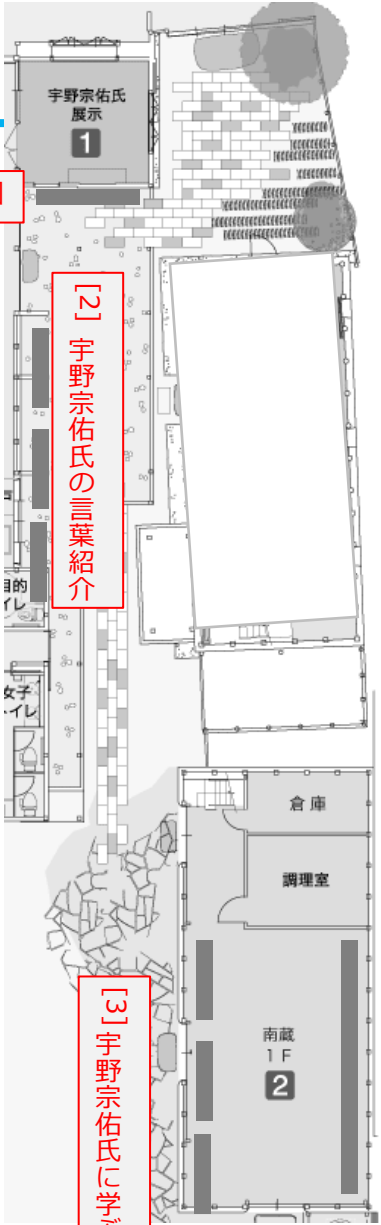 宇野宗佑氏
展示
1
[2] 宇野宗佑氏の言葉紹介
目的
イレ
女子
トイレ
倉庫
調理室
[3] 宇野宗佑氏に学ぶ
南蔵
1F
2